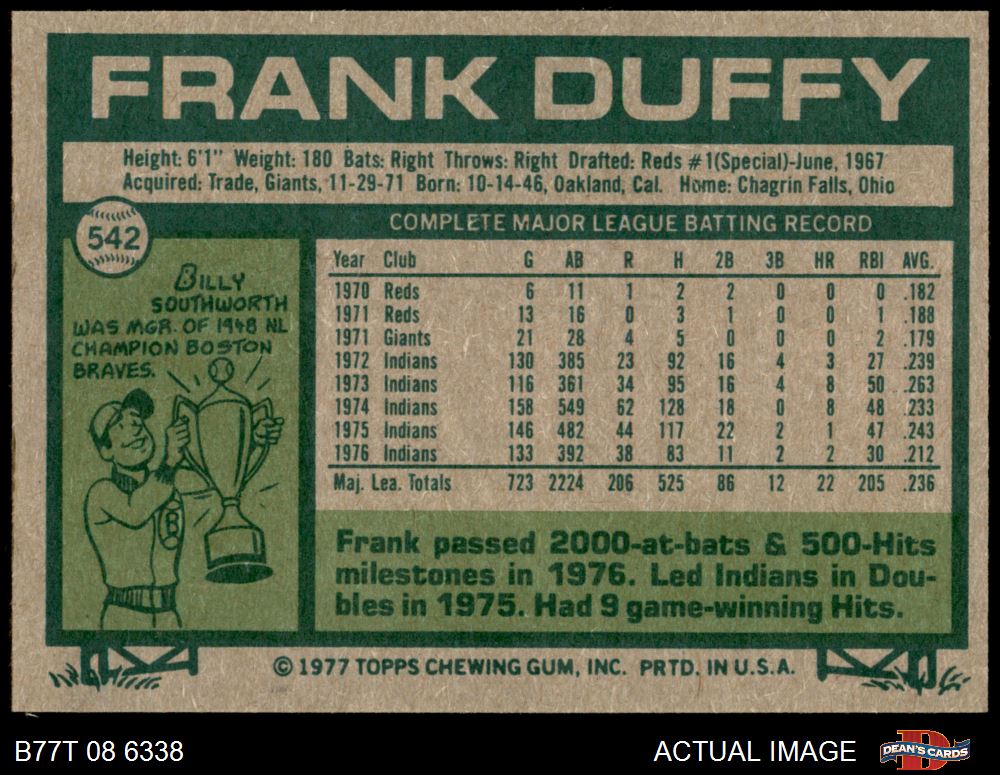 FRANK DUFFY
Height: 6'1" Weight: 180 Bats: Right Throws: Right Drafted: Reds #1(Special)-June, 1967
Acquired: Trade, Giants, 11-29-71 Born: 10-14-46, Oakland, Cal. Home: Chagrin Falls, Ohio
542
COMPLETE MAJOR LEAGUE BATTING RECORD
BILLY
SOUTHWORTH
WAS MGR. OF 1948 NL
CHAMPION BOSTON
BRAVES.
B
Year Club G AB R H 2B 3B HR RBI AVG.
1970 Reds 6 11 1 2 2 0 0 0 .182
1971 Reds 13 16 0 3 1 0 0 1 .188
1971 Giants 21 28 4 5 0 0 0 2 .179
1972 Indians 130 385 23 92 16 4 3 27 .239
1973 Indians 116 361 34 95 16 4 8 50 .263
1974 Indians 158 549 62 128 18 0 8 48 .233
1975 Indians 146 482 44 117 22 2 1 47 .243
1976 Indians 133 392 38 83 11 2 2 30 .212
Maj. Lea. Totals 723 2224 206 525 86 12 22 205 .236
Frank passed 2000-at-bats & 500-Hits
milestones in 1976. Led Indians in Dou-
bles in 1975. Had 9 game-winning Hits.
© 1977 TOPPS CHEWING GUM, INC. PRTD. IN U.S.A.
B77T 08 6338
ACTUAL IMAGE
D
DEAN'S CARDS